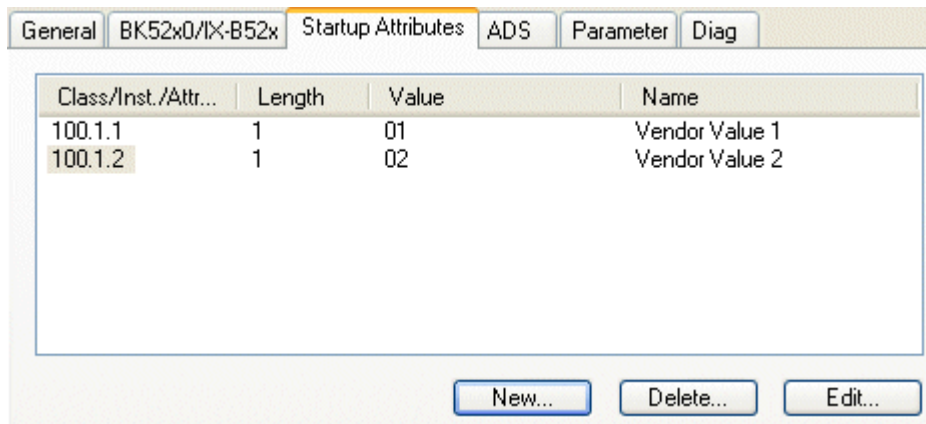 General BK52x0/IX-B52x Startup Attributes ADS Parameter Diag
Class/Inst./Attr... Length Value Name
100.1.1 1 01 Vendor Value 1
100.1.2 1 02 Vendor Value 2
New... Delete... Edit...